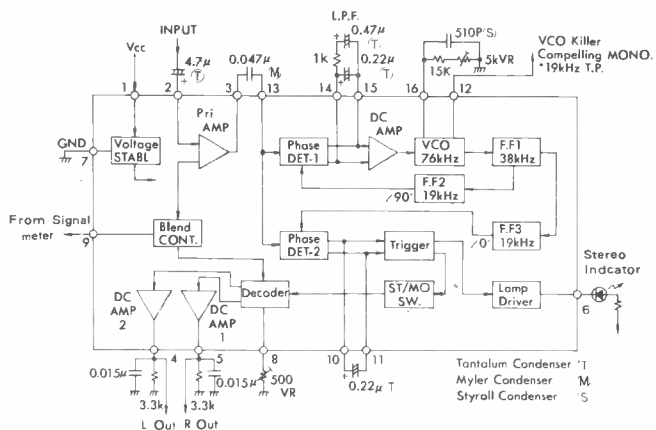 INPUT
L.P.F.
0.47μ
(T)
0.22μ
(T)
1k
510P(S)
15K
5kVR
VCO Killer
Compelling MONO.
*19kHz T.P.
Vcc
4.7μ
(T)
+
0.047μ
M
1
2
3
13
14
15
16
12
Pri
AMP
DC
AMP
GND
7
Voltage
STABL
Phase
DET-1
VCO
76kHz
F.F1
38kHz
F.F2
19kHz
/90°
From Signal
meter
9
Blend
CONT.
Phase
DET-2
Trigger
/0°
F.F3
19kHz
Stereo
Indcator
DC
AMP
2
DC
AMP
1
Decoder
ST/MO
SW.
Lamp
Driver
6
4
5
8
10
11
0.015μ
0.015μ
500
VR
+
0.22μ T
3.3k
3.3k
L Out
R Out
Tantalum Condenser 'T
Myler Condenser 'M
Styroll Condenser 'S